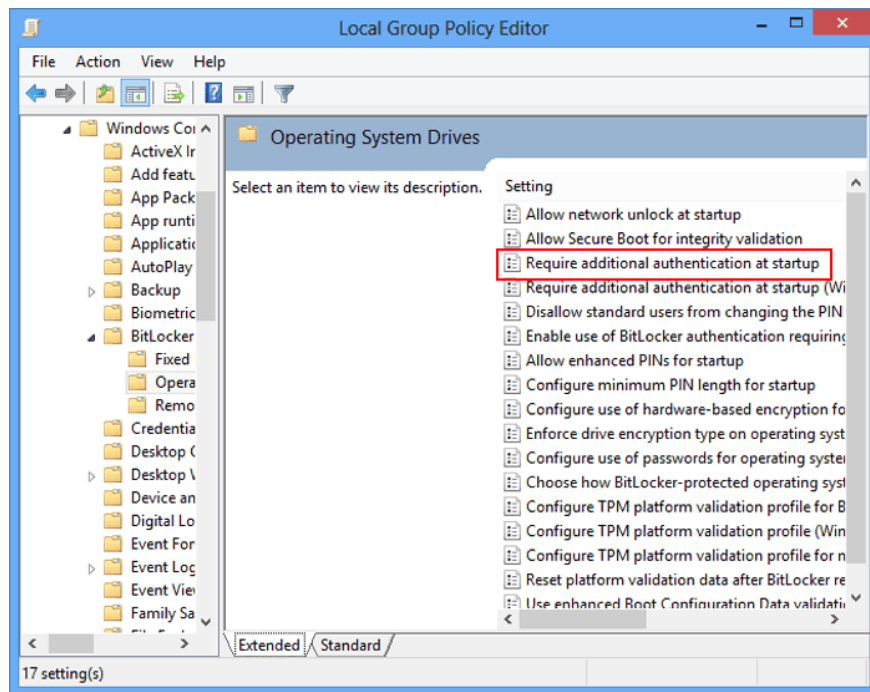 Local Group Policy Editor
File Action View Help
Windows Cor
ActiveX Ir
Add featu
App Pack
App runti
Applicatic
AutoPlay
Backup
Biometric
BitLocker
Fixed
Opera
Remo
Credentia
Desktop
Desktop
Device an
Digital Lo
Event For
Event Log
Event Vie
Family Sa
Operating System Drives
Select an item to view its description.
Setting
Allow network unlock at startup
Allow Secure Boot for integrity validation
Require additional authentication at startup
Require additional authentication at startup (Wi
Disallow standard users from changing the PIN
Enable use of BitLocker authentication requiring
Allow enhanced PINs for startup
Configure minimum PIN length for startup
Configure use of hardware-based encryption fo
Enforce drive encryption type on operating syst
Configure use of passwords for operating system
Choose how BitLocker-protected operating syst
Configure TPM platform validation profile for B
Configure TPM platform validation profile (Win
Configure TPM platform validation profile for n
Reset platform validation data after BitLocker re
Use enhanced Boot Configuration Data validati
Extended Standard
17 setting(s)